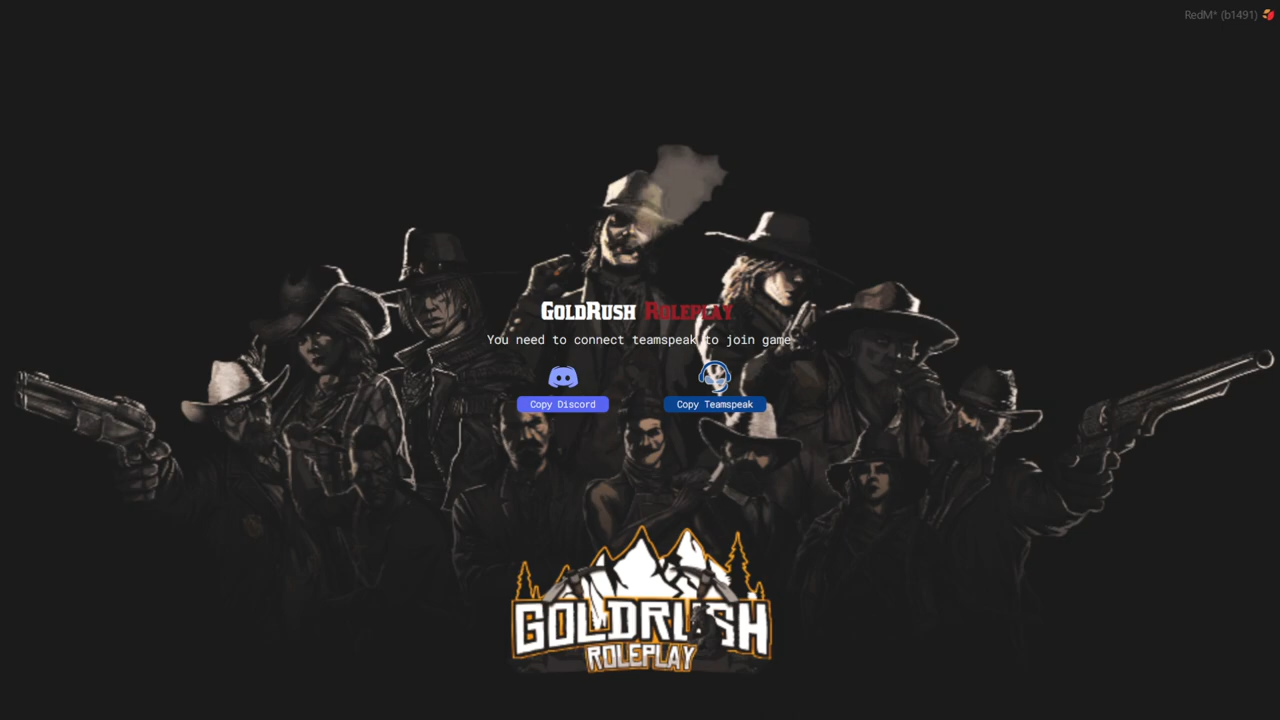 RedM* (b1491)
GOLDRUSH ROLEPLAY
You need to connect teamspeak to join game
Copy Discord
Copy Teamspeak
GOLDRUSH
ROLEPLAY